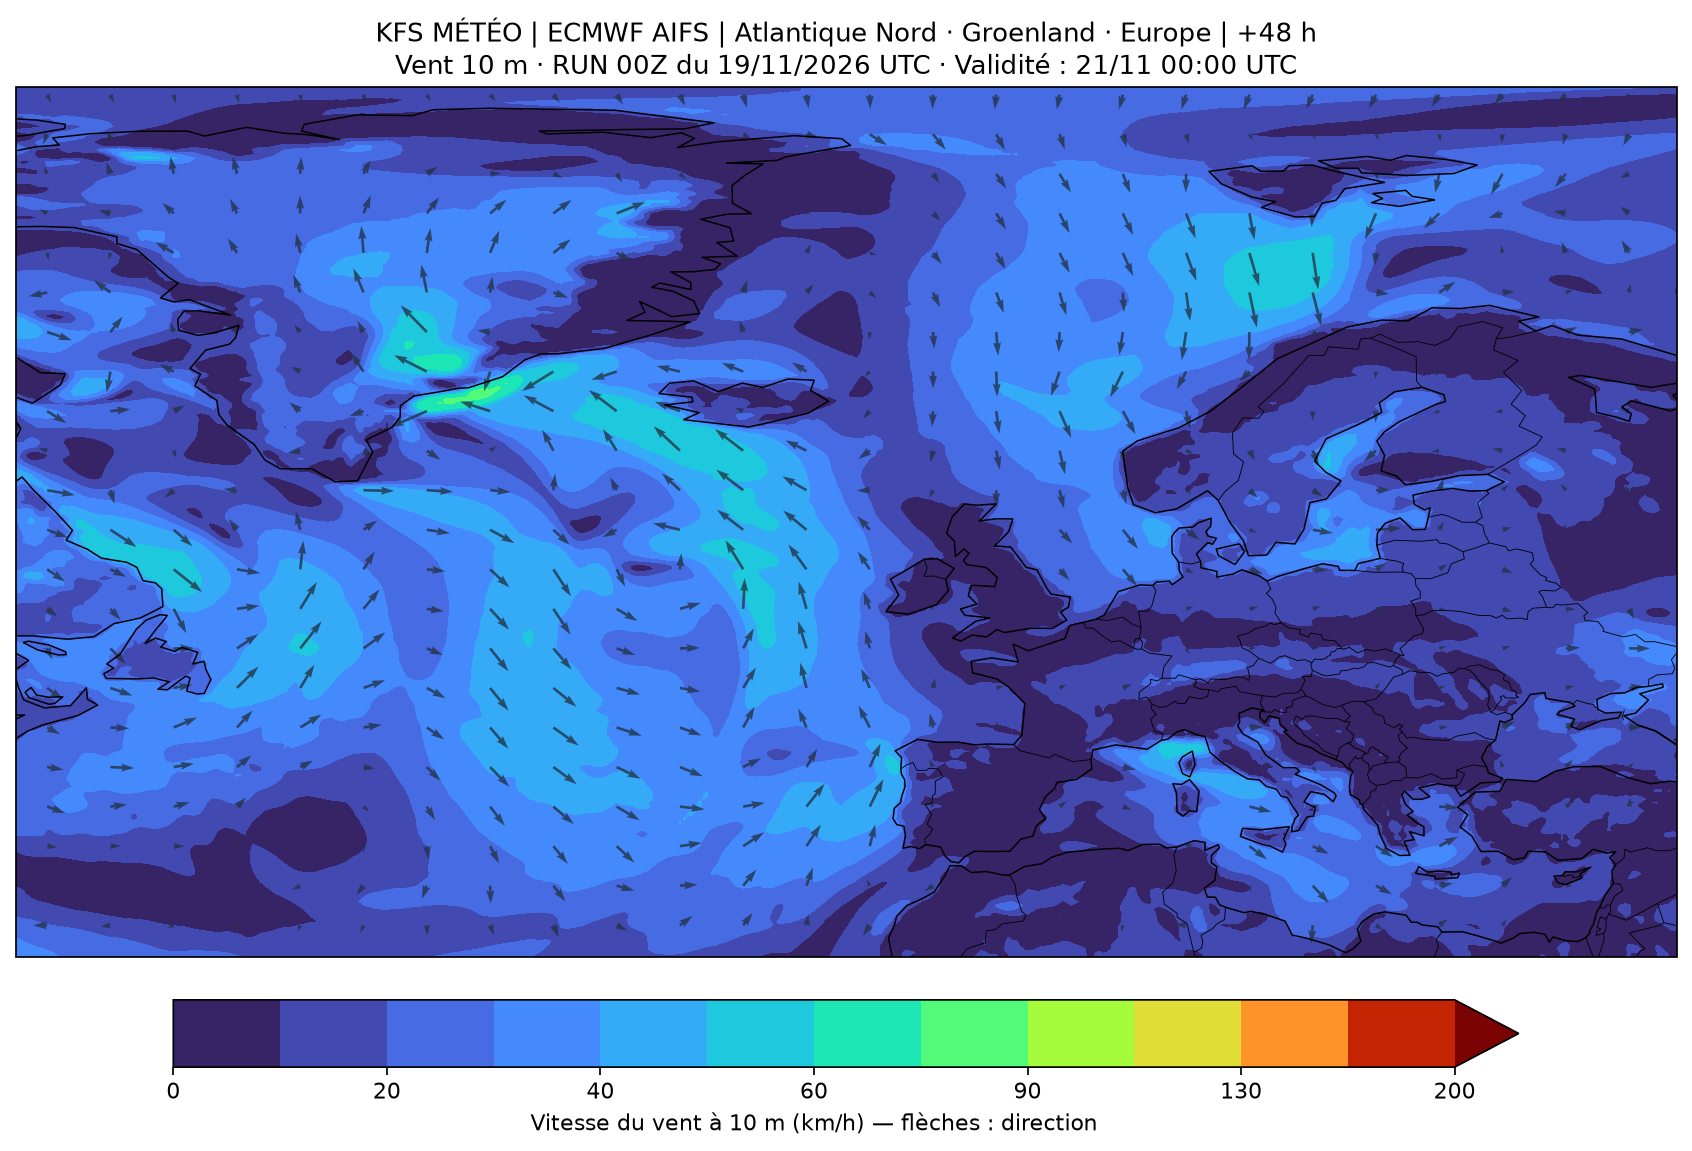 KFS MÉTÉO | ECMWF AIFS | Atlantique Nord · Groenland · Europe | +48 h
Vent 10 m · RUN 00Z du 19/11/2026 UTC · Validité : 21/11 00:00 UTC
0 20 40 60 90 130 200
Vitesse du vent à 10 m (km/h) — flèches : direction